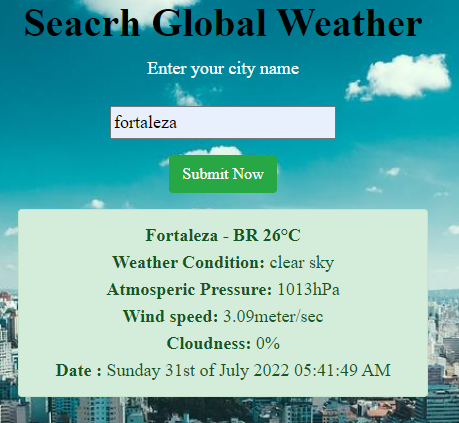 Seacrh Global Weather
Enter your city name
fortaleza
Submit Now
Fortaleza - BR 26°C
Weather Condition: clear sky
Atmosperic Pressure: 1013hPa
Wind speed: 3.09meter/sec
Cloudness: 0%
Date : Sunday 31st of July 2022 05:41:49 AM